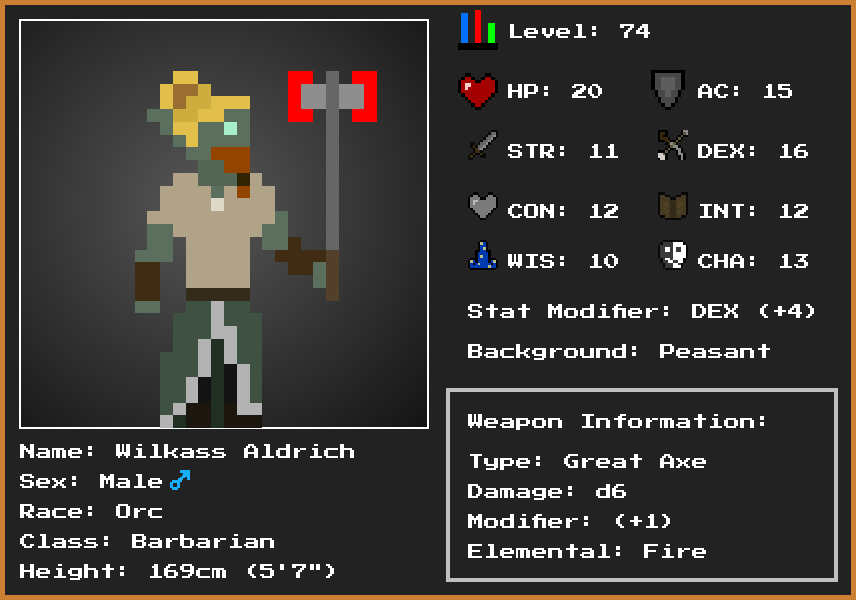 Level: 74
HP: 20
AC: 15
STR: 11
DEX: 16
CON: 12
INT: 12
WIS: 10
CHA: 13
Stat Modifier: DEX (+4)
Background: Peasant
Weapon Information:
Type: Great Axe
Damage: d6
Modifier: (+1)
Elemental: Fire
Name: Wilkass Aldrich
Sex: Male ♂
Race: Orc
Class: Barbarian
Height: 169cm (5'7")